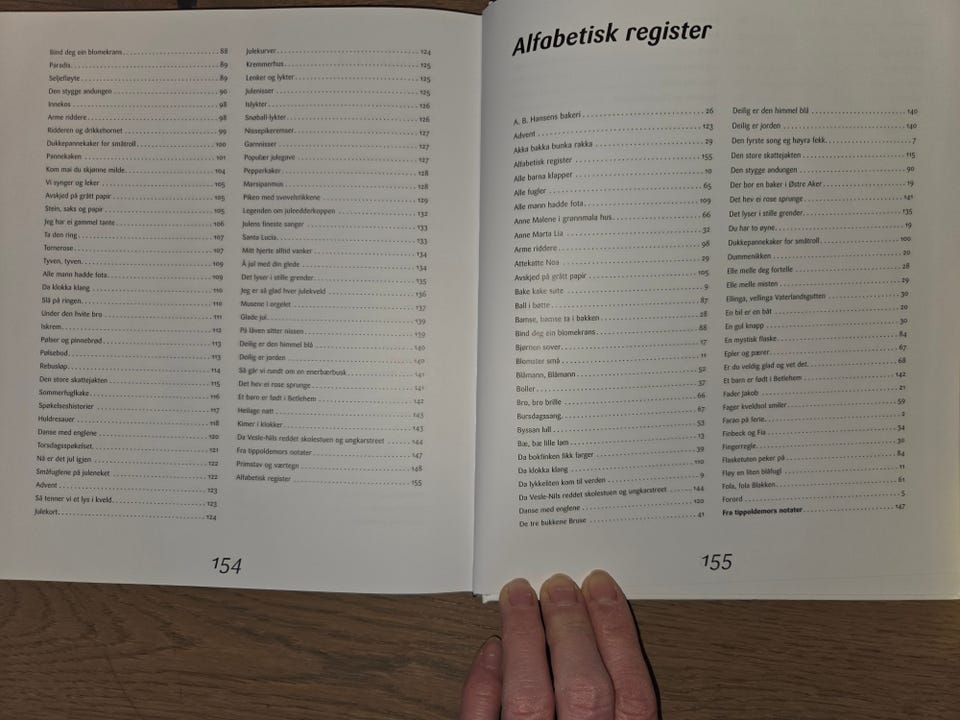 Bind deg ein blomekrans 88
Paradis 89
Seljefløyte 89
Den stygge andungen 90
Innekos 98
Arme riddere 98
Ridderen og drikkehornet 99
Dukkepannekaker for småtroll 100
Pannekaken 101
Kom mai du skjønne milde 104
Vi synger og leker 105
Avskjed på grått papir 105
Stein, saks og papir 105
Jeg har ei gammel tante 106
Ta den ring 107
Tornerose 107
Tyven, tyven 109
Alle mann hadde fota 109
Da klokka klang 110
Slå på ringen 110
Under den hvite bro 111
Iskrem 112
Pølser og pinnebrød 113
Pølsebod 113
Rebusløp 114
Den store skattejakten 115
Sommerfuglkake 116
Spøkelseshistorier 117
Huldresauer 118
Danse med englene 120
Torsdagsspøkelset 121
Nå er det jul igjen 122
Småfuglene på juleneket 122
Advent 123
Så tenner vi et lys i kveld 123
Julekort 124
Julekurver 124
Kremmerhus 125
Lenker og lykter 125
Julenisser 125
Islykter 126
Snøball-lykter 126
Nissepikeremser 127
Garnnisser 127
Populær julegave 127
Pepperkaker 128
Marsipanmus 128
Piken med svovelstikkene 129
Legenden om juleedderkoppen 132
Julens fineste sanger 133
Santa Lucia 133
Mitt hjerte alltid vanker 134
Å jul med din glede 134
Det lyser i stille grender 135
Jeg er så glad hver julekveld 136
Musene i orgelet 137
Glade jul 139
På låven sitter nissen 139
Deilig er den himmel blå 140
Deilig er jorden 140
Så går vi rundt om en enerbærbusk 141
Det hev ei rose sprunge 141
Et barn er født i Betlehem 142
Heilage natt 143
Kimer i klokker 143
Da Vesle-Nils reddet skolestuen og ungkarstreet 144
Fra tippoldemors notater 147
Primstav og værtegn 148
Alfabetisk register 155
154
Alfabetisk register
A. B. Hansens bakeri 26
Advent 123
Akka bakka bunka rakka 29
Alfabetisk register 155
Alle barna klapper 10
Alle fugler 65
Alle mann hadde fota 109
Anne Malene i grønnmala hus 66
Anne Marta Lia 32
Arme riddere 98
Attekatte Noa 29
Avskjed på grått papir 105
Bake kake søte 9
Ball i bøtte 87
Bamse, bamse ta i bakken 28
Bind deg ein blomekrans 88
Bjørnen sover 17
Blomster små 11
Blåmann, Blåmann 52
Boller 37
Bro, bro brille 66
Bursdagssang 67
Byssan lull 53
Bæ, bæ lille lam 13
Da bokfinken fikk farger 39
Da klokka klang 110
Da lykkeliten kom til verden 9
Da Vesle-Nils reddet skolestuen og ungkarstreet 144
Danse med englene 120
De tre bukkene Bruse 41
Deilig er den himmel blå 140
Deilig er jorden 140
Den fyrste song eg høyra fekk 7
Den store skattejakten 115
Den stygge andungen 90
Der bor en baker i Østre Aker 19
Det hev ei rose sprunge 141
Det lyser i stille grender 135
Du har to øyne 19
Dukkepannekaker for småtroll 100
Dummenikken 20
Elle melle deg fortelle 28
Elle melle misten 29
Ellinga, vellinga Vaterlandsgutten 30
En bil er en båt 20
En gul knapp 30
En mystisk flaske 84
Epler og pærer 67
Er du veldig glad og vet det 68
Et barn er født i Betlehem 142
Fader Jakob 21
Fager kveldsol smiler 59
Farao på ferie 2
Finbeck og Fia 34
Fingerregle 30
Flasketuten peker på 84
Fløy en liten blåfugl 11
Fola, fola Blakken 61
Forord 5
Fra tippoldemors notater 147
155